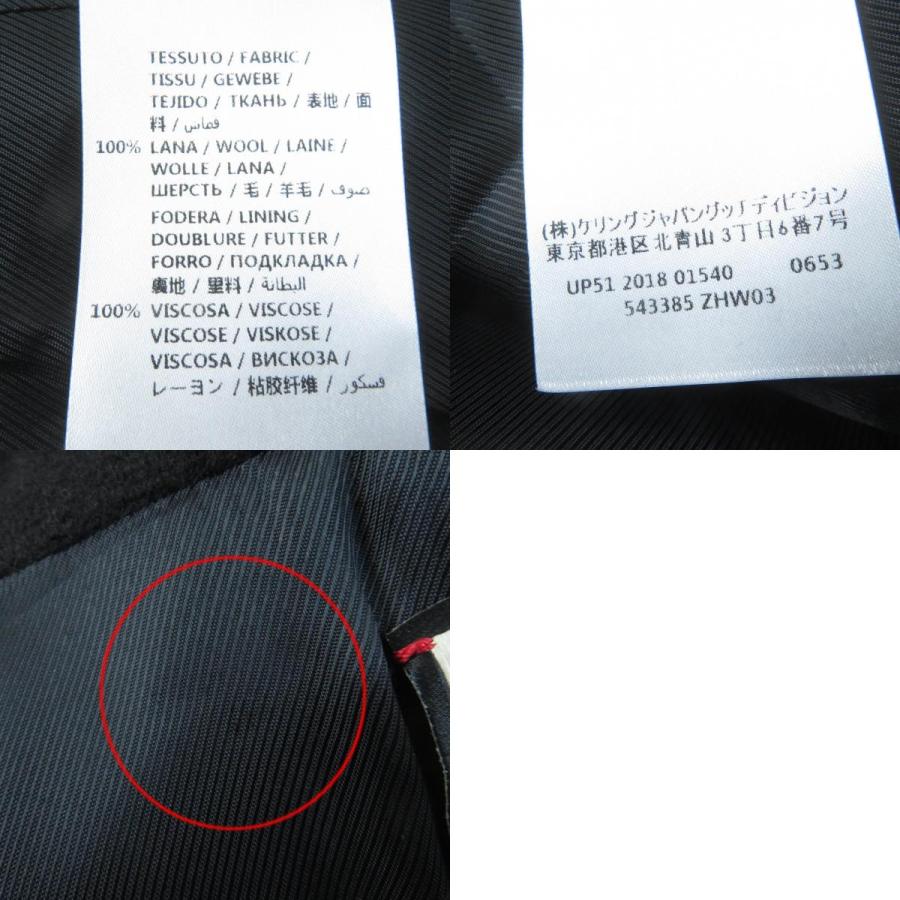 TESSUTO / FABRIC /
TISSU / GEWEBE /
TEJIDO / ТКАНЬ / 表地 / 面
料 / قماش
100% LANA / WOOL / LAINE /
WOLLE / LANA /
ШЕРСТЬ / 毛 / 羊毛 / صوف
FODERA / LINING /
DOUBLURE / FUTTER /
FORRO / ПОДКЛАДКА /
裏地 / 里料 / البطانة
100% VISCOSA / VISCOSE /
VISCOSE / VISKOSE /
VISCOSA / ВИСКОЗА /
レーヨン / 粘胶纤维 / فسكور
(株)ケリングジャパングッチディビジョン
東京都港区北青山 3丁目6番7号
UP51 2018 01540 0653
543385 ZHW03